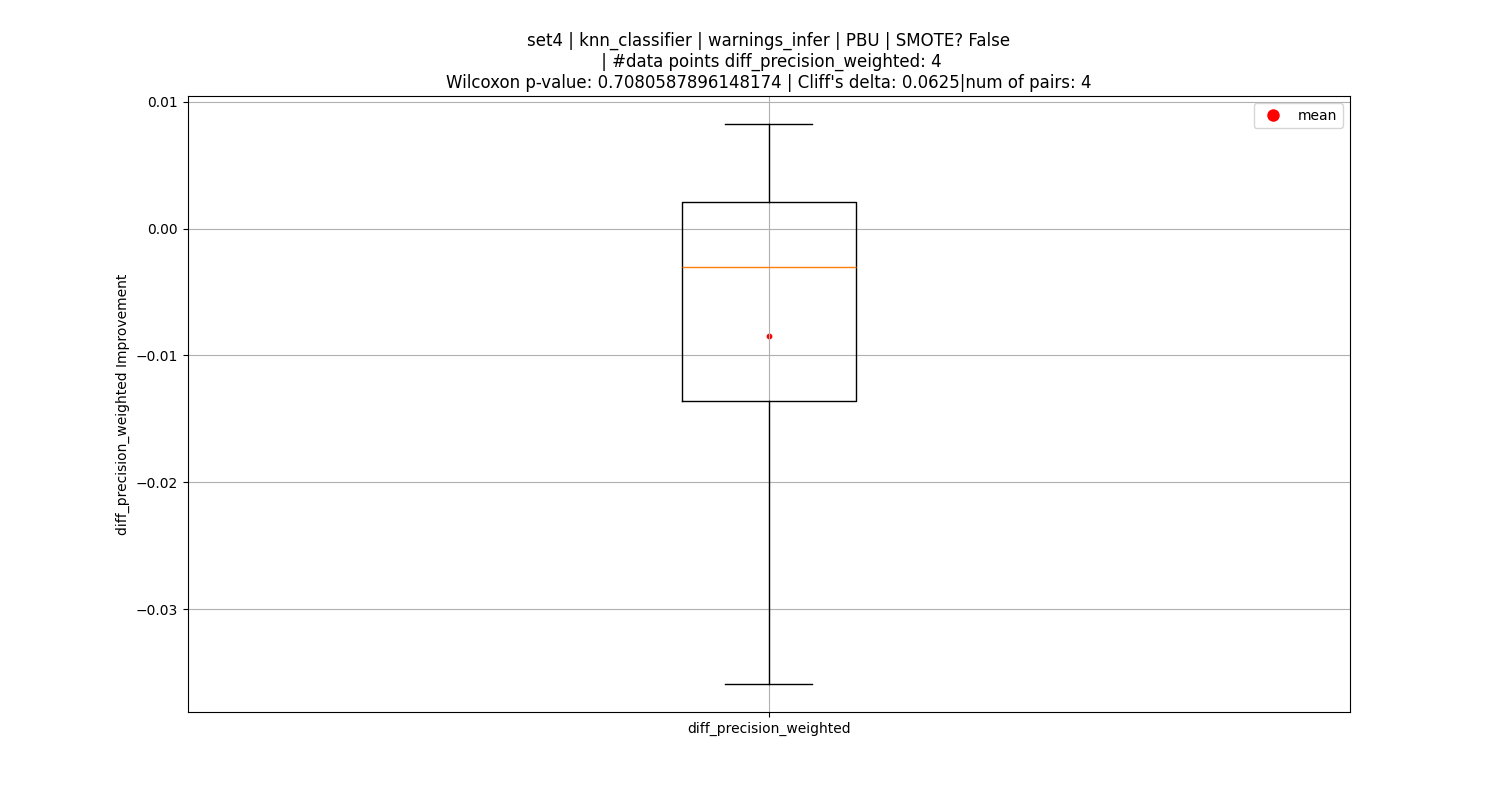 set4 | knn_classifier | warnings_infer | PBU | SMOTE? False
| #data points diff_precision_weighted: 4
Wilcoxon p-value: 0.7080587896148174 | Cliff's delta: 0.0625|num of pairs: 4
mean
0.01
0.00
−0.01
−0.02
−0.03
diff_precision_weighted Improvement
diff_precision_weighted